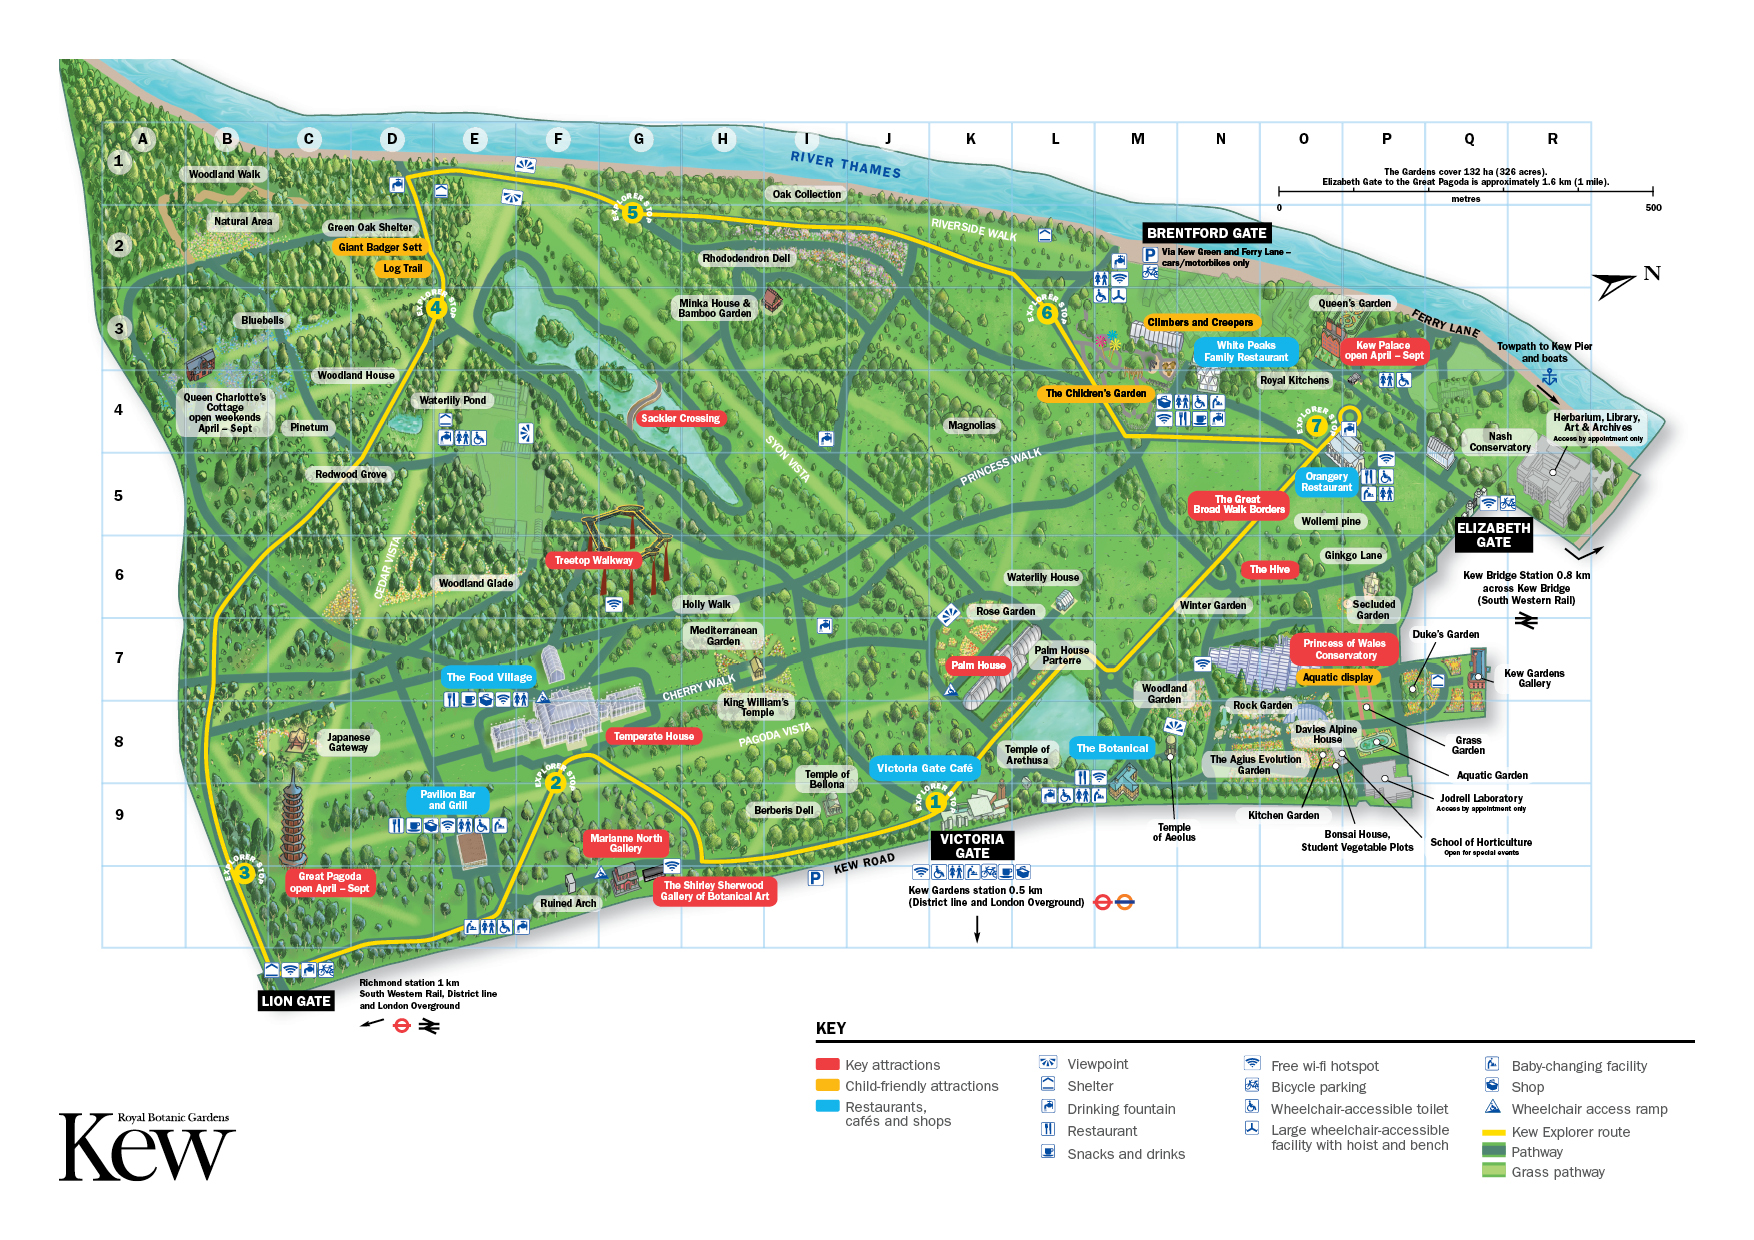 A B C D E F G H I J K L M N O P Q R
1
2
3
4
5
6
7
8
9
RIVER THAMES
The Gardens cover 132 ha (326 acres).
Elizabeth Gate to the Great Pagoda is approximately 1.6 km (1 mile).
metres
0
500
N
Woodland Walk
Natural Area
Green Oak Shelter
Giant Badger Sett
Log Trail
EXPLORER STOP
5
Oak Collection
RIVERSIDE WALK
Rhododendron Dell
BRENTFORD GATE
P
Via Kew Green and Ferry Lane –
cars/motorbikes only
EXPLORER STOP
4
Bluebells
Minka House &
Bamboo Garden
EXPLORER STOP
6
Climbers and Creepers
White Peaks
Family Restaurant
Queen's Garden
Kew Palace
open April – Sept
FERRY LANE
Towpath to Kew Pier
and boats
Woodland House
Queen Charlotte's
Cottage
open weekends
April – Sept
Pinetum
Waterlily Pond
Sackler Crossing
SYON VISTA
Magnolias
The Children's Garden
Royal Kitchens
EXPLORER STOP
7
Nash
Conservatory
Herbarium, Library,
Art & Archives
Access by appointment only
Redwood Grove
PRINCESS WALK
The Great
Broad Walk Borders
Orangery
Restaurant
Wollemi pine
ELIZABETH
GATE
CEDAR VISTA
Woodland Glade
Treetop Walkway
Holly Walk
Waterlily House
The Hive
Ginkgo Lane
Kew Bridge Station 0.8 km
across Kew Bridge
(South Western Rail)
Mediterranean
Garden
Rose Garden
Winter Garden
Secluded
Garden
The Food Village
CHERRY WALK
Palm House
Palm House
Parterre
Princess of Wales
Conservatory
Aquatic display
Duke's Garden
Kew Gardens
Gallery
King William's
Temple
Woodland
Garden
Rock Garden
Japanese
Gateway
Temperate House
PAGODA VISTA
Temple of
Arethusa
The Botanical
Davies Alpine
House
The Agius Evolution
Garden
Grass
Garden
Aquatic Garden
EXPLORER STOP
2
Temple of
Bellona
Victoria Gate Café
Pavilion Bar
and Grill
Berberis Dell
EXPLORER STOP
1
VICTORIA
GATE
Temple
of Aeolus
Kitchen Garden
Bonsai House,
Student Vegetable Plots
Jodrell Laboratory
Access by appointment only
School of Horticulture
Open for special events
Marianne North
Gallery
EXPLORER STOP
3
Great Pagoda
open April – Sept
The Shirley Sherwood
Gallery of Botanical Art
P
KEW ROAD
Ruined Arch
Kew Gardens station 0.5 km
(District line and London Overground)
LION GATE
Richmond station 1 km
South Western Rail, District line
and London Overground
KEY
Key attractions
Child-friendly attractions
Restaurants,
cafés and shops
Viewpoint
Shelter
Drinking fountain
Restaurant
Snacks and drinks
Free wi-fi hotspot
Bicycle parking
Wheelchair-accessible toilet
Large wheelchair-accessible
facility with hoist and bench
Baby-changing facility
Shop
Wheelchair access ramp
Kew Explorer route
Pathway
Grass pathway
Royal Botanic Gardens
Kew